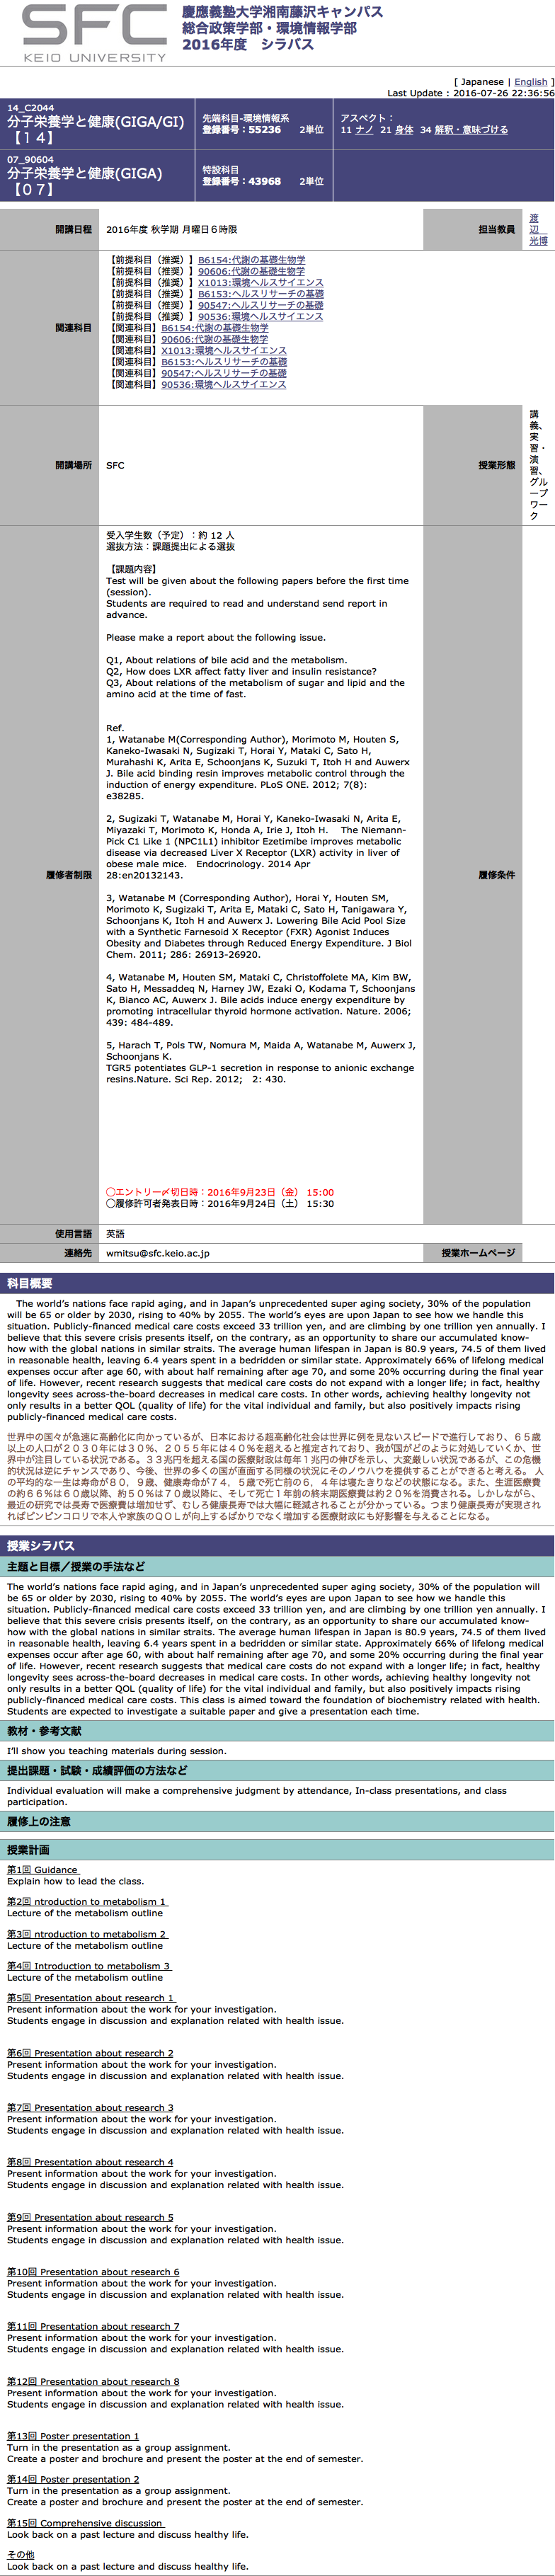 SFC
KEIO UNIVERSITY
慶應義塾大学湘南藤沢キャンパス
総合政策学部・環境情報学部
2016年度　シラバス
[ Japanese | English ]
Last Update : 2016-07-26 22:36:56
14_C2044
分子栄養学と健康(GIGA/GI)
【１４】
先端科目-環境情報系
登録番号：55236　　2単位
アスペクト：
11 ナノ 21 身体 34 解釈・意味づける
07_90604
分子栄養学と健康(GIGA)
【０７】
特設科目
登録番号：43968　　2単位
開講日程
2016年度 秋学期 月曜日６時限
担当教員
渡
辺
光博
関連科目
【前提科目（推奨）】B6154:代謝の基礎生物学
【前提科目（推奨）】90606:代謝の基礎生物学
【前提科目（推奨）】X1013:環境ヘルスサイエンス
【前提科目（推奨）】B6153:ヘルスリサーチの基礎
【前提科目（推奨）】90547:ヘルスリサーチの基礎
【前提科目（推奨）】90536:環境ヘルスサイエンス
【関連科目】B6154:代謝の基礎生物学
【関連科目】90606:代謝の基礎生物学
【関連科目】X1013:環境ヘルスサイエンス
【関連科目】B6153:ヘルスリサーチの基礎
【関連科目】90547:ヘルスリサーチの基礎
【関連科目】90536:環境ヘルスサイエンス
開講場所
SFC
授業形態
講
義、
実
習・
演
習、
グル
ープ
ワー
ク
履修者制限
受入学生数（予定）：約 12 人
選抜方法：課題提出による選抜
【課題内容】
Test will be given about the following papers before the first time
(session).
Students are required to read and understand send report in
advance.
Please make a report about the following issue.
Q1, About relations of bile acid and the metabolism.
Q2, How does LXR affect fatty liver and insulin resistance?
Q3, About relations of the metabolism of sugar and lipid and the
amino acid at the time of fast.
Ref.
1, Watanabe M(Corresponding Author), Morimoto M, Houten S,
Kaneko-Iwasaki N, Sugizaki T, Horai Y, Mataki C, Sato H,
Murahashi K, Arita E, Schoonjans K, Suzuki T, Itoh H and Auwerx
J. Bile acid binding resin improves metabolic control through the
induction of energy expenditure. PLoS ONE. 2012; 7(8):
e38285.
2, Sugizaki T, Watanabe M, Horai Y, Kaneko-Iwasaki N, Arita E,
Miyazaki T, Morimoto K, Honda A, Irie J, Itoh H.　The Niemann-
Pick C1 Like 1 (NPC1L1) inhibitor Ezetimibe improves metabolic
disease via decreased Liver X Receptor (LXR) activity in liver of
obese male mice.　Endocrinology. 2014 Apr
28:en20132143.
3, Watanabe M (Corresponding Author), Horai Y, Houten SM,
Morimoto K, Sugizaki T, Arita E, Mataki C, Sato H, Tanigawara Y,
Schoonjans K, Itoh H and Auwerx J. Lowering Bile Acid Pool Size
with a Synthetic Farnesoid X Receptor (FXR) Agonist Induces
Obesity and Diabetes through Reduced Energy Expenditure. J Biol
Chem. 2011; 286: 26913-26920.
4, Watanabe M, Houten SM, Mataki C, Christoffolete MA, Kim BW,
Sato H, Messaddeq N, Harney JW, Ezaki O, Kodama T, Schoonjans
K, Bianco AC, Auwerx J. Bile acids induce energy expenditure by
promoting intracellular thyroid hormone activation. Nature. 2006;
439: 484-489.
5, Harach T, Pols TW, Nomura M, Maida A, Watanabe M, Auwerx J,
Schoonjans K.
TGR5 potentiates GLP-1 secretion in response to anionic exchange
resins.Nature. Sci Rep. 2012;　2: 430.
◯エントリー〆切日時：2016年9月23日（金） 15:00
◯履修許可者発表日時：2016年9月24日（土） 15:30
履修条件
使用言語
英語
連絡先
wmitsu@sfc.keio.ac.jp
授業ホームページ
科目概要
The world’s nations face rapid aging, and in Japan’s unprecedented super aging society, 30% of the population
will be 65 or older by 2030, rising to 40% by 2055. The world’s eyes are upon Japan to see how we handle this
situation. Publicly-financed medical care costs exceed 33 trillion yen, and are climbing by one trillion yen annually. I
believe that this severe crisis presents itself, on the contrary, as an opportunity to share our accumulated know-
how with the global nations in similar straits. The average human lifespan in Japan is 80.9 years, 74.5 of them lived
in reasonable health, leaving 6.4 years spent in a bedridden or similar state. Approximately 66% of lifelong medical
expenses occur after age 60, with about half remaining after age 70, and some 20% occurring during the final year
of life. However, recent research suggests that medical care costs do not expand with a longer life; in fact, healthy
longevity sees across-the-board decreases in medical care costs. In other words, achieving healthy longevity not
only results in a better QOL (quality of life) for the vital individual and family, but also positively impacts rising
publicly-financed medical care costs.
世界中の国々が急速に高齢化に向かっているが、日本における超高齢化社会は世界に例を見ないスピードで進行しており、６５歳
以上の人口が２０３０年には３０％、２０５５年には４０％を超えると推定されており、我が国がどのように対処していくか、世
界中が注目している状況である。３３兆円を超える国の医療財政は毎年１兆円の伸びを示し、大変厳しい状況であるが、この危機
的状況は逆にチャンスであり、今後、世界の多くの国が直面する同様の状況にそのノウハウを提供することができると考える。 人
の平均的な一生は寿命が８０．９歳、健康寿命が７４．５歳で死亡前の６．４年は寝たきりなどの状態になる。また、生涯医療費
の約６６％は６０歳以降、約５０％は７０歳以降に、そして死亡１年前の終末期医療費は約２０％を消費される。しかしながら、
最近の研究では長寿で医療費は増加せず、むしろ健康長寿では大幅に軽減されることが分かっている。つまり健康長寿が実現され
ればピンピンコロリで本人や家族のＱＯＬが向上するばかりでなく増加する医療財政にも好影響を与えることになる。
授業シラバス
主題と目標／授業の手法など
The world’s nations face rapid aging, and in Japan’s unprecedented super aging society, 30% of the population will
be 65 or older by 2030, rising to 40% by 2055. The world’s eyes are upon Japan to see how we handle this
situation. Publicly-financed medical care costs exceed 33 trillion yen, and are climbing by one trillion yen annually. I
believe that this severe crisis presents itself, on the contrary, as an opportunity to share our accumulated know-
how with the global nations in similar straits. The average human lifespan in Japan is 80.9 years, 74.5 of them lived
in reasonable health, leaving 6.4 years spent in a bedridden or similar state. Approximately 66% of lifelong medical
expenses occur after age 60, with about half remaining after age 70, and some 20% occurring during the final year
of life. However, recent research suggests that medical care costs do not expand with a longer life; in fact, healthy
longevity sees across-the-board decreases in medical care costs. In other words, achieving healthy longevity not
only results in a better QOL (quality of life) for the vital individual and family, but also positively impacts rising
publicly-financed medical care costs. This class is aimed toward the foundation of biochemistry related with health.
Students are expected to investigate a suitable paper and give a presentation each time.
教材・参考文献
I’ll show you teaching materials during session.
提出課題・試験・成績評価の方法など
Individual evaluation will make a comprehensive judgment by attendance, In-class presentations, and class
participation.
履修上の注意
授業計画
第1回 Guidance
Explain how to lead the class.
第2回 ntroduction to metabolism 1
Lecture of the metabolism outline
第3回 ntroduction to metabolism 2
Lecture of the metabolism outline
第4回 Introduction to metabolism 3
Lecture of the metabolism outline
第5回 Presentation about research 1
Present information about the work for your investigation.
Students engage in discussion and explanation related with health issue.
第6回 Presentation about research 2
Present information about the work for your investigation.
Students engage in discussion and explanation related with health issue.
第7回 Presentation about research 3
Present information about the work for your investigation.
Students engage in discussion and explanation related with health issue.
第8回 Presentation about research 4
Present information about the work for your investigation.
Students engage in discussion and explanation related with health issue.
第9回 Presentation about research 5
Present information about the work for your investigation.
Students engage in discussion and explanation related with health issue.
第10回 Presentation about research 6
Present information about the work for your investigation.
Students engage in discussion and explanation related with health issue.
第11回 Presentation about research 7
Present information about the work for your investigation.
Students engage in discussion and explanation related with health issue.
第12回 Presentation about research 8
Present information about the work for your investigation.
Students engage in discussion and explanation related with health issue.
第13回 Poster presentation 1
Turn in the presentation as a group assignment.
Create a poster and brochure and present the poster at the end of semester.
第14回 Poster presentation 2
Turn in the presentation as a group assignment.
Create a poster and brochure and present the poster at the end of semester.
第15回 Comprehensive discussion
Look back on a past lecture and discuss healthy life.
その他
Look back on a past lecture and discuss healthy life.